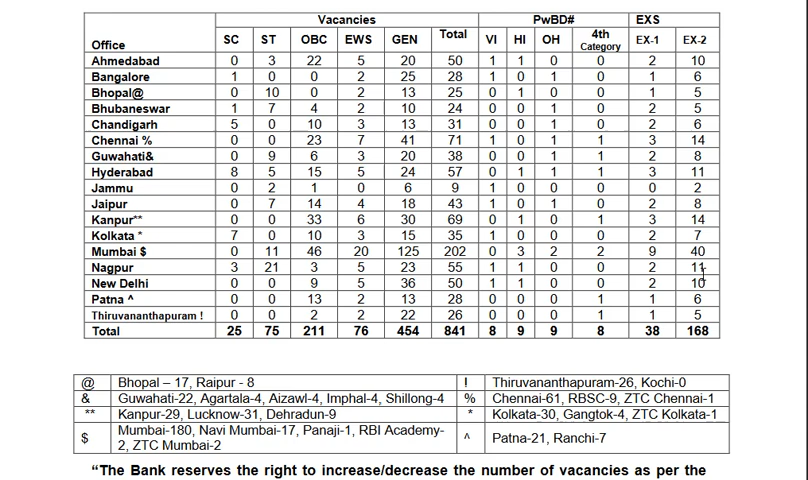 Vacancies PwBD# EXS
Office SC ST OBC EWS GEN Total VI HI OH 4th Category EX-1 EX-2
Ahmedabad 0 3 22 5 20 50 1 1 0 0 2 10
Bangalore 1 0 0 2 25 28 1 0 1 0 1 6
Bhopal@ 0 10 0 2 13 25 0 1 0 0 1 5
Bhubaneswar 1 7 4 2 10 24 0 0 1 0 2 5
Chandigarh 5 0 10 3 13 31 0 0 1 0 2 6
Chennai % 0 0 23 7 41 71 1 0 1 1 3 14
Guwahati& 0 9 6 3 20 38 0 0 1 1 2 8
Hyderabad 8 5 15 5 24 57 0 1 1 1 3 11
Jammu 0 2 1 0 6 9 1 0 0 0 0 2
Jaipur 0 7 14 4 18 43 1 0 1 0 2 8
Kanpur** 0 0 33 6 30 69 0 1 0 1 3 14
Kolkata * 7 0 10 3 15 35 1 0 0 0 2 7
Mumbai $ 0 11 46 20 125 202 0 3 2 2 9 40
Nagpur 3 21 3 5 23 55 1 1 0 0 2 11
New Delhi 0 0 9 5 36 50 1 1 0 0 2 10
Patna ^ 0 0 13 2 13 28 0 0 0 1 1 6
Thiruvananthapuram ! 0 0 2 2 22 26 0 0 0 1 1 5
Total 25 75 211 76 454 841 8 9 9 8 38 168
@ Bhopal – 17, Raipur - 8 ! Thiruvananthapuram-26, Kochi-0
& Guwahati-22, Agartala-4, Aizawl-4, Imphal-4, Shillong-4 % Chennai-61, RBSC-9, ZTC Chennai-1
** Kanpur-29, Lucknow-31, Dehradun-9 * Kolkata-30, Gangtok-4, ZTC Kolkata-1
$ Mumbai-180, Navi Mumbai-17, Panaji-1, RBI Academy-
2, ZTC Mumbai-2 ^ Patna-21, Ranchi-7
“The Bank reserves the right to increase/decrease the number of vacancies as per the